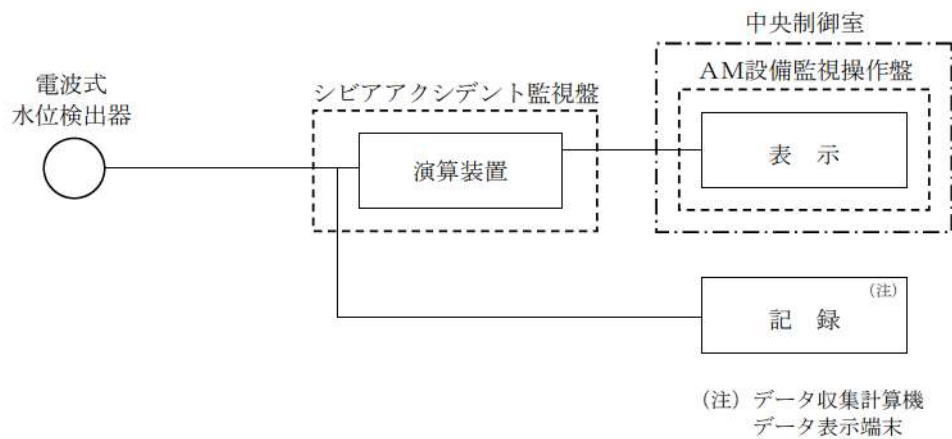 中央制御室
AM設備監視操作盤
電波式
水位検出器
シビアアクシデント監視盤
演算装置
表 示
(注)
記 録
(注) データ収集計算機
データ表示端末